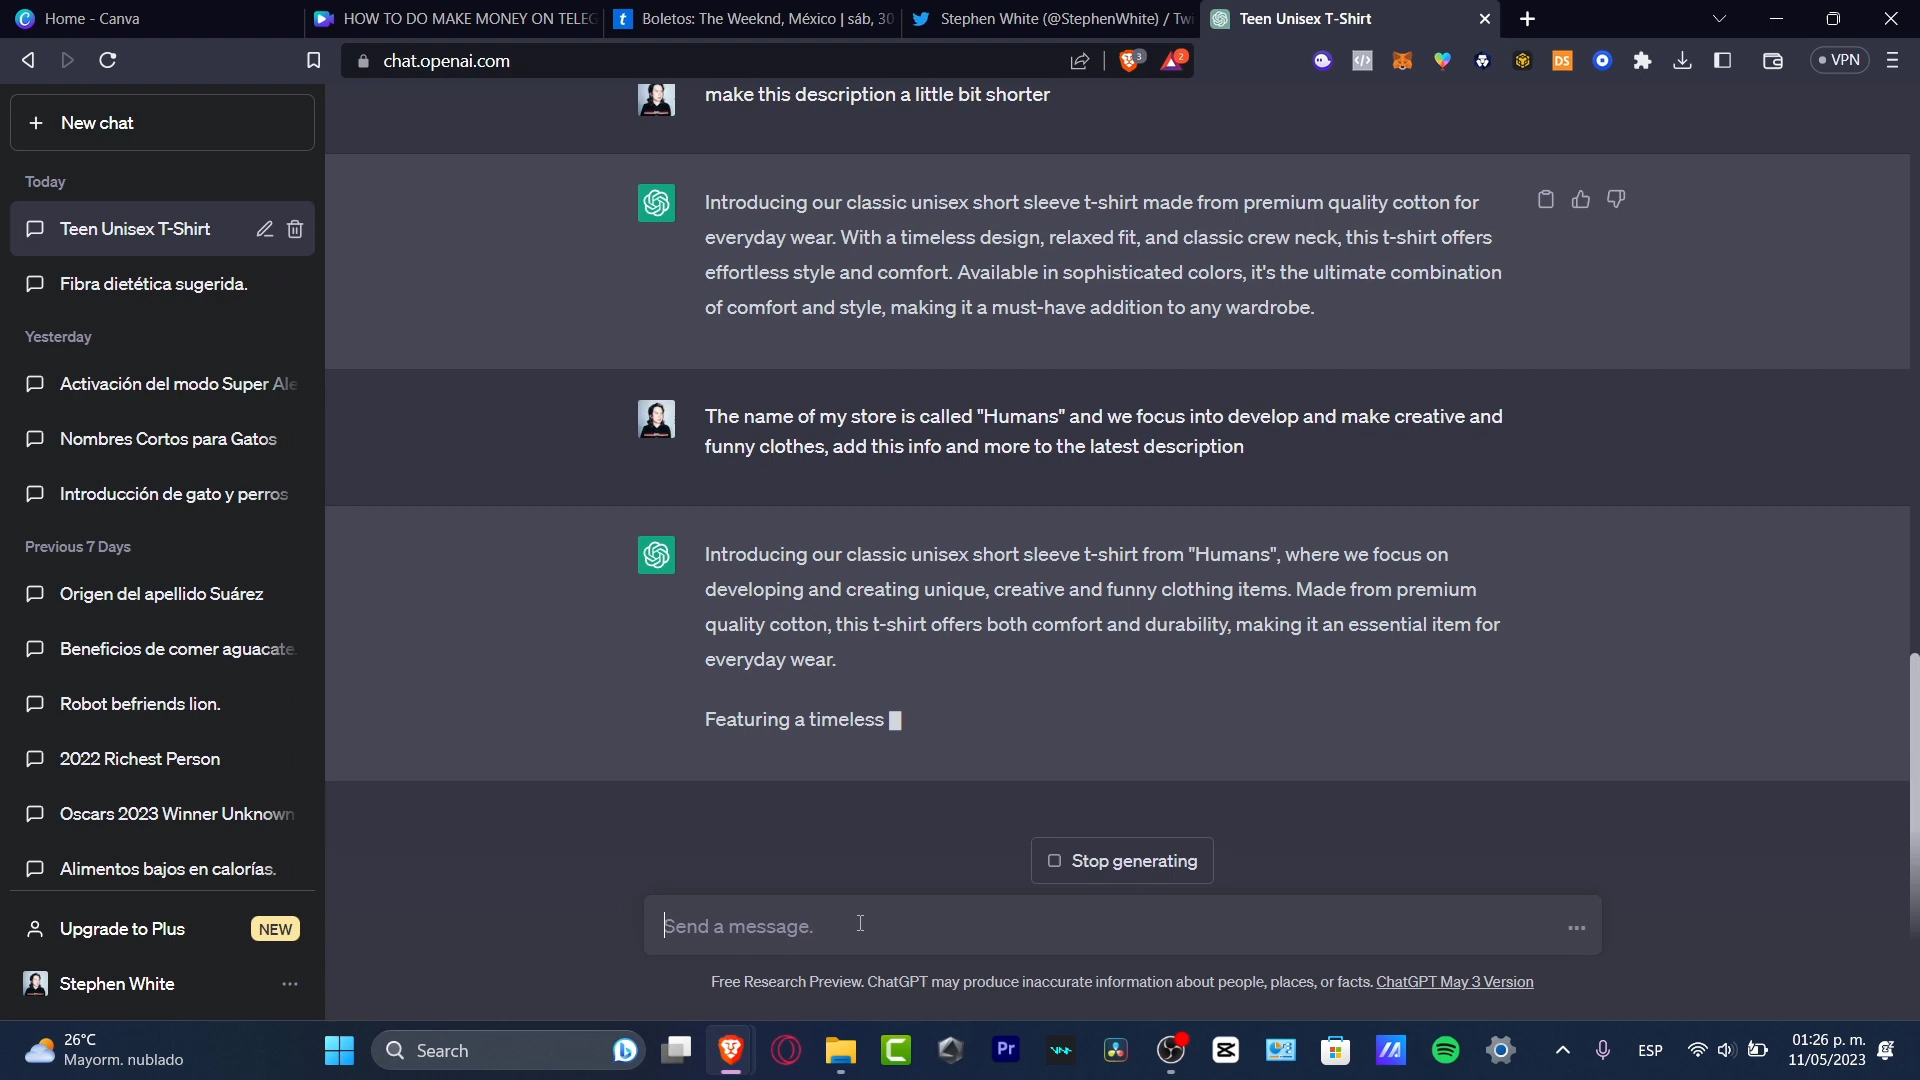 Home - Canva
HOW TO DO MAKE MONEY ON TELEG
Boletos: The Weeknd, México | sáb, 30
Stephen White (@StephenWhite) / Twi
Teen Unisex T-Shirt
chat.openai.com
3
2
DS
VPN
New chat
Today
Teen Unisex T-Shirt
Fibra dietética sugerida.
Yesterday
Activación del modo Super Ale
Nombres Cortos para Gatos
Introducción de gato y perros
Previous 7 Days
Origen del apellido Suárez
Beneficios de comer aguacate.
Robot befriends lion.
2022 Richest Person
Oscars 2023 Winner Unknown
Alimentos bajos en calorías.
Upgrade to Plus
NEW
Stephen White
make this description a little bit shorter
Introducing our classic unisex short sleeve t-shirt made from premium quality cotton for
everyday wear. With a timeless design, relaxed fit, and classic crew neck, this t-shirt offers
effortless style and comfort. Available in sophisticated colors, it's the ultimate combination
of comfort and style, making it a must-have addition to any wardrobe.
The name of my store is called "Humans" and we focus into develop and make creative and
funny clothes, add this info and more to the latest description
Introducing our classic unisex short sleeve t-shirt from "Humans", where we focus on
developing and creating unique, creative and funny clothing items. Made from premium
quality cotton, this t-shirt offers both comfort and durability, making it an essential item for
everyday wear.
Featuring a timeless
Stop generating
Send a message.
Free Research Preview. ChatGPT may produce inaccurate information about people, places, or facts. ChatGPT May 3 Version
26°C
Mayorm. nublado
Search
Pr
ESP
01:26 p. m.
11/05/2023